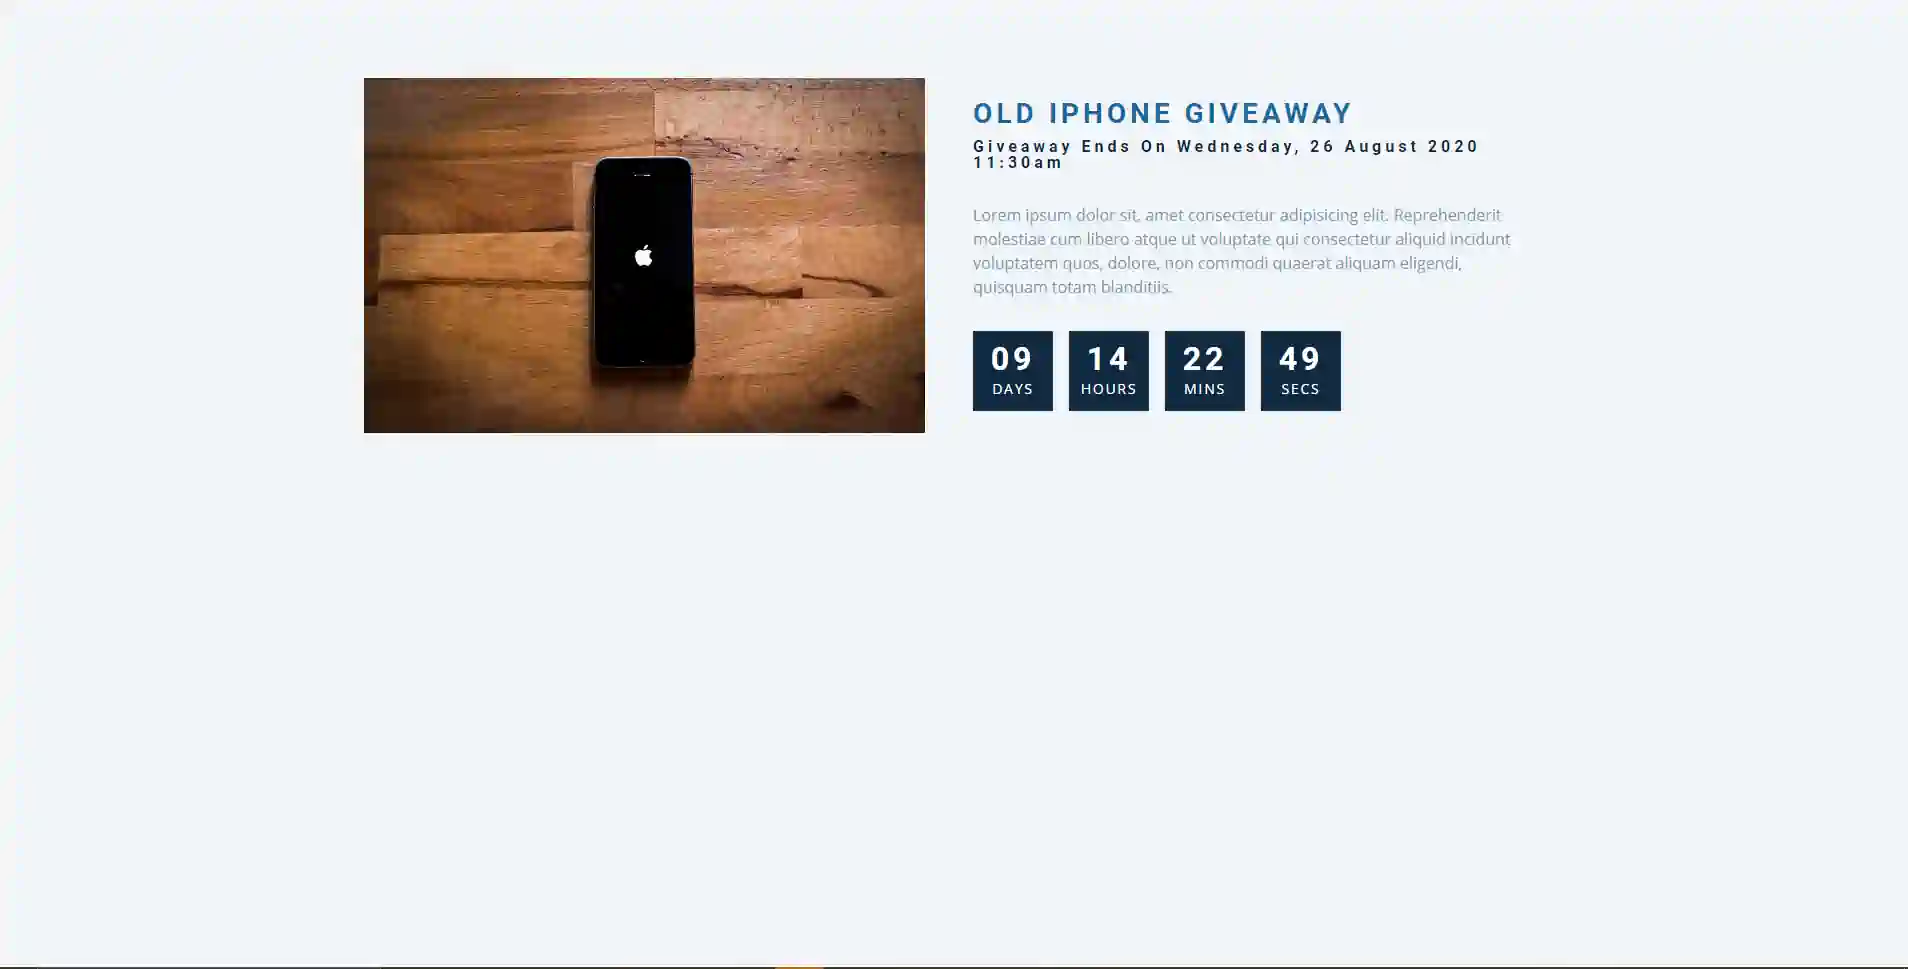 OLD IPHONE GIVEAWAY
Giveaway Ends On Wednesday, 26 August 2020
11:30am
Lorem ipsum dolor sit, amet consectetur adipisicing elit. Reprehenderit
molestiae cum libero atque ut voluptate qui consectetur aliquid incidunt
voluptatem quos, dolore, non commodi quaerat aliquam eligendi,
quisquam totam blanditiis.
09 14 22 49
DAYS HOURS MINS SECS